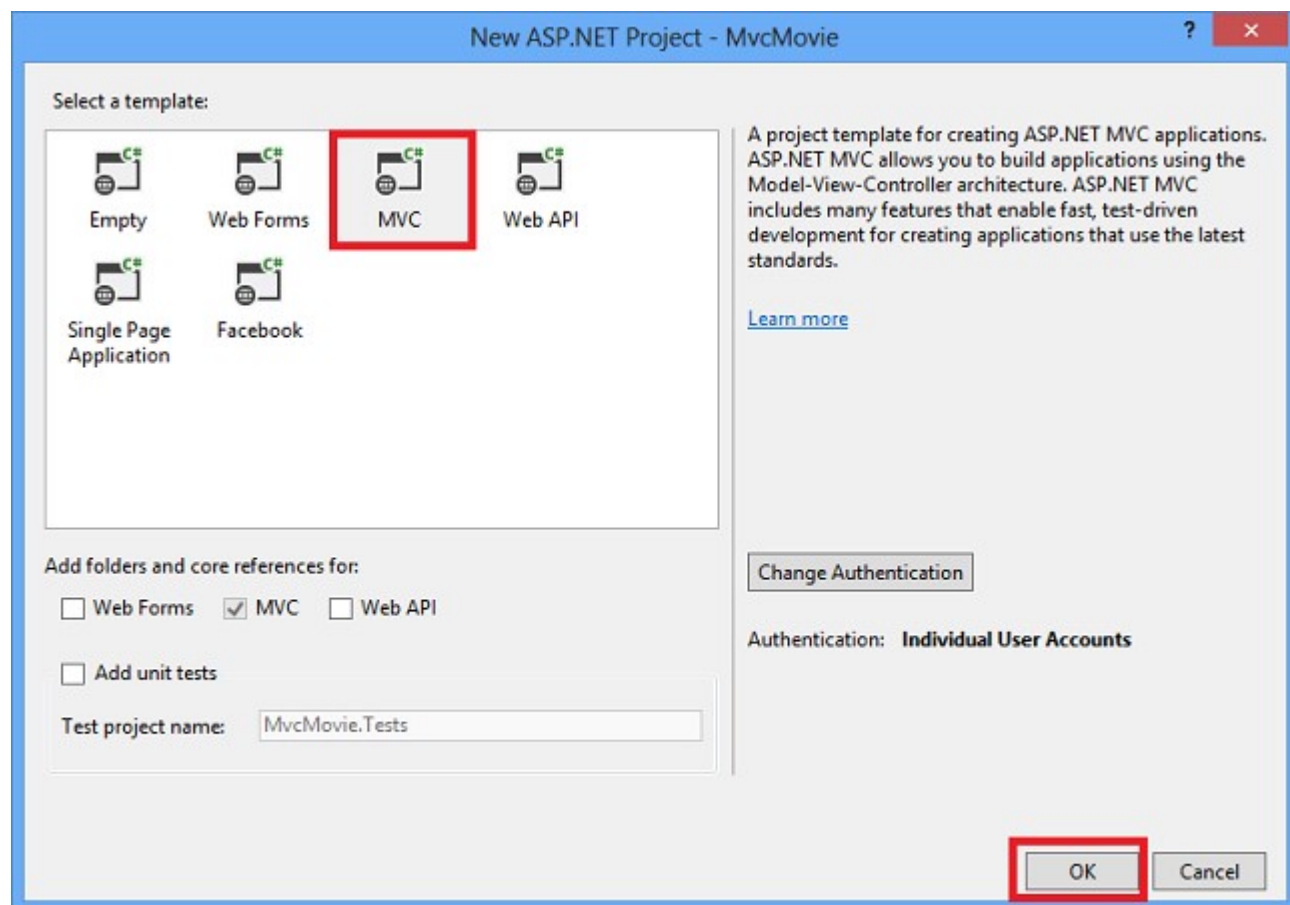 New ASP.NET Project - MvcMovie
?
Select a template:
C# C# C# C#
Empty Web Forms MVC Web API
C# C#
Single Page Facebook
Application
A project template for creating ASP.NET MVC applications.
ASP.NET MVC allows you to build applications using the
Model-View-Controller architecture. ASP.NET MVC
includes many features that enable fast, test-driven
development for creating applications that use the latest
standards.
Learn more
Add folders and core references for:
Web Forms MVC Web API
Add unit tests
Test project name: MvcMovie.Tests
Change Authentication
Authentication: Individual User Accounts
OK Cancel